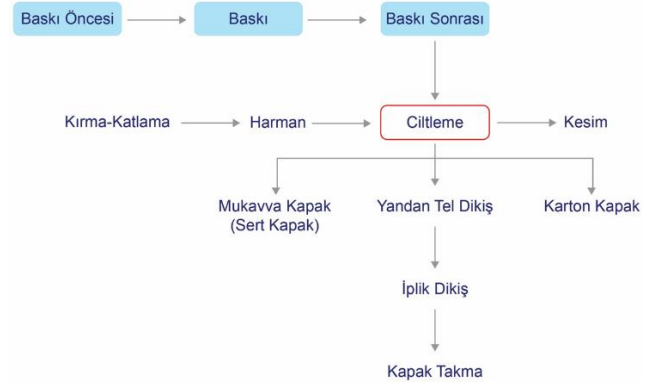 Baskı Öncesi
Baskı
Baskı Sonrası
Kırma-Katlama
Harman
Ciltleme
Kesim
Mukavva Kapak
(Sert Kapak)
Yandan Tel Dikiş
Karton Kapak
İplik Dikiş
Kapak Takma